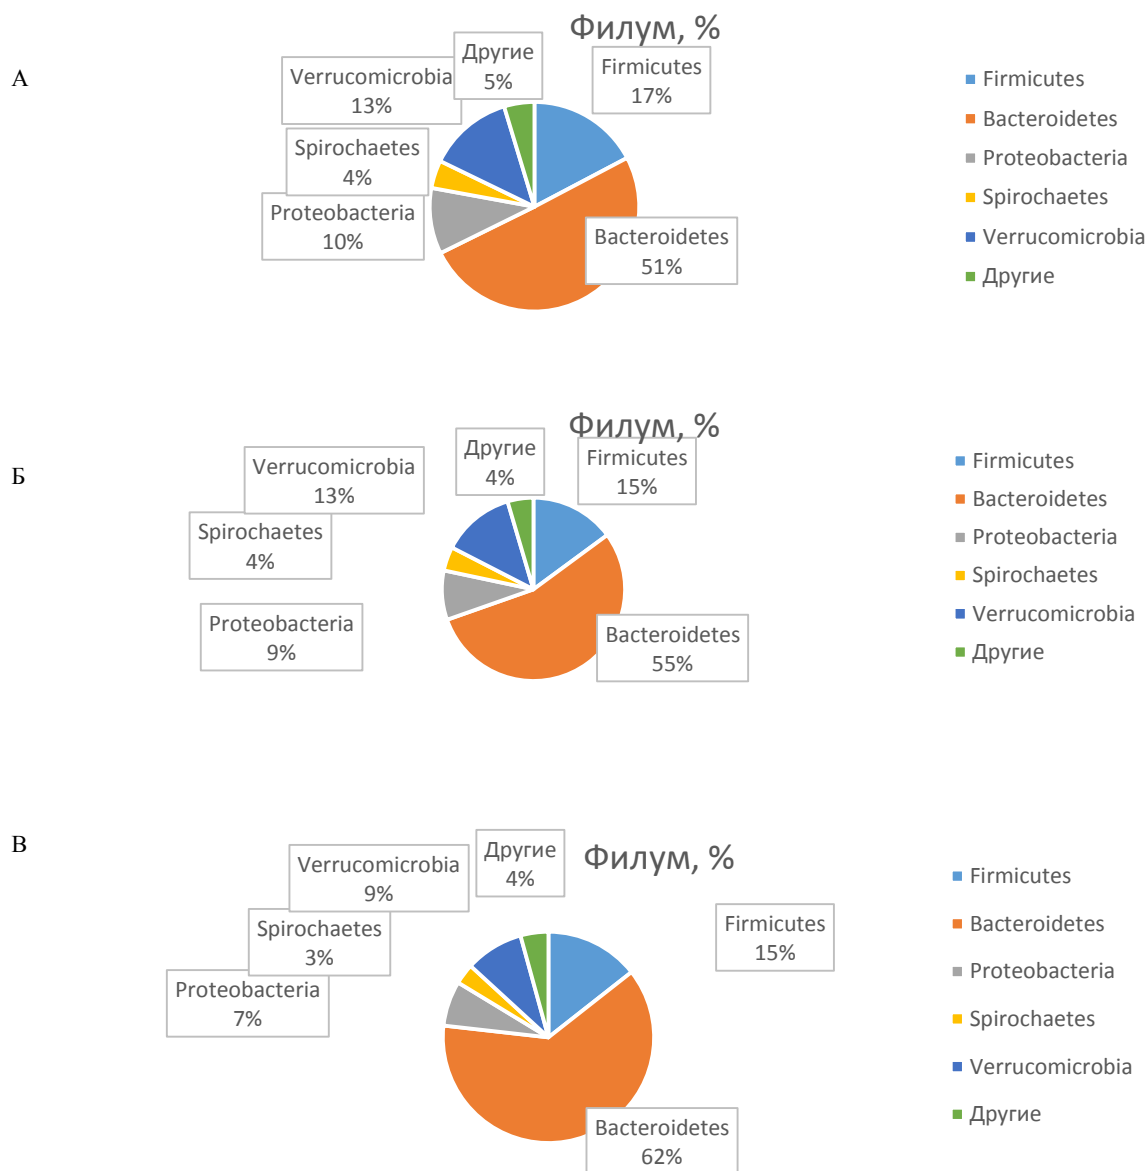 А
Филум, %
Другие
5%
Firmicutes
17%
Verrucomicrobia
13%
Spirochaetes
4%
Proteobacteria
10%
Bacteroidetes
51%
Firmicutes
Bacteroidetes
Proteobacteria
Spirochaetes
Verrucomicrobia
Другие
Б
Филум, %
Другие
4%
Firmicutes
15%
Verrucomicrobia
13%
Spirochaetes
4%
Proteobacteria
9%
Bacteroidetes
55%
Firmicutes
Bacteroidetes
Proteobacteria
Spirochaetes
Verrucomicrobia
Другие
В
Филум, %
Другие
4%
Verrucomicrobia
9%
Firmicutes
15%
Spirochaetes
3%
Proteobacteria
7%
Bacteroidetes
62%
Firmicutes
Bacteroidetes
Proteobacteria
Spirochaetes
Verrucomicrobia
Другие